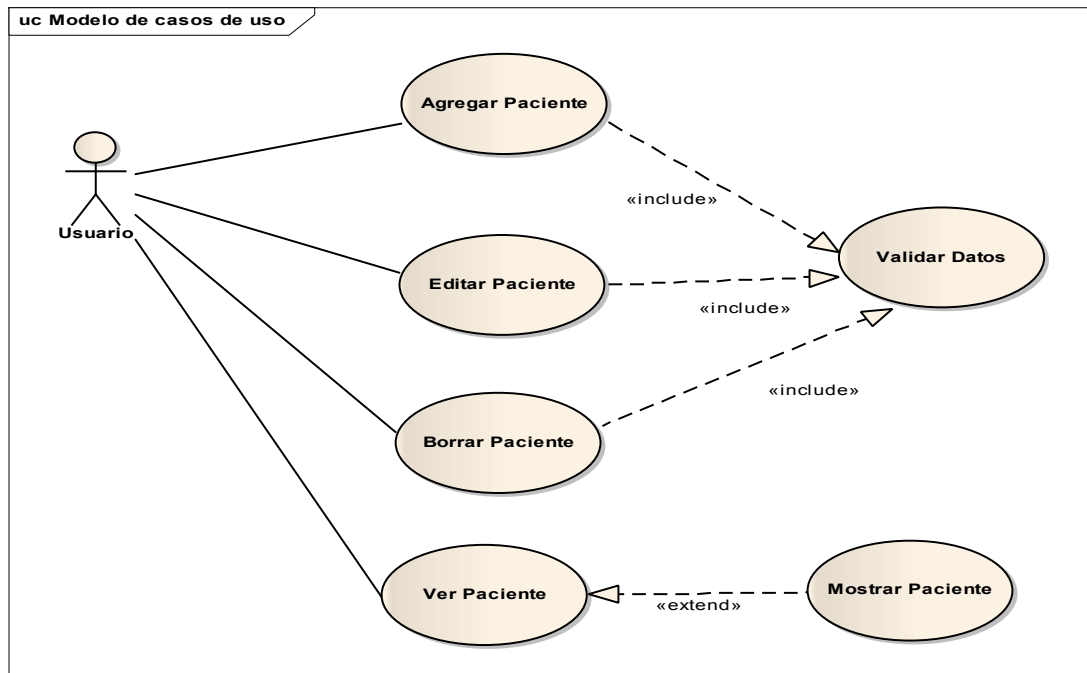 uc Modelo de casos de uso
Agregar Paciente
Usuario
«include»
Validar Datos
Editar Paciente
«include»
«include»
Borrar Paciente
Ver Paciente
«extend»
Mostrar Paciente